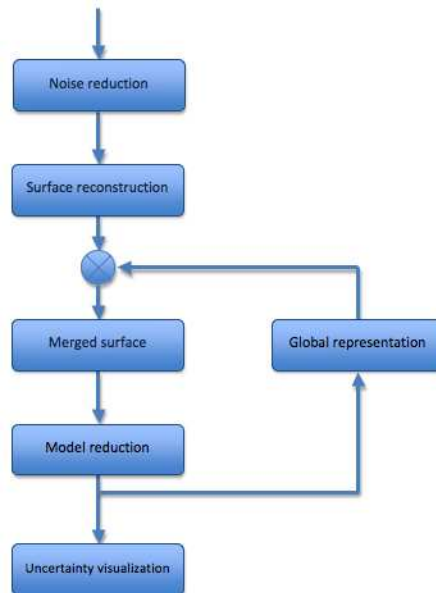 Noise reduction
Surface reconstruction
Merged surface
Global representation
Model reduction
Uncertainty visualization